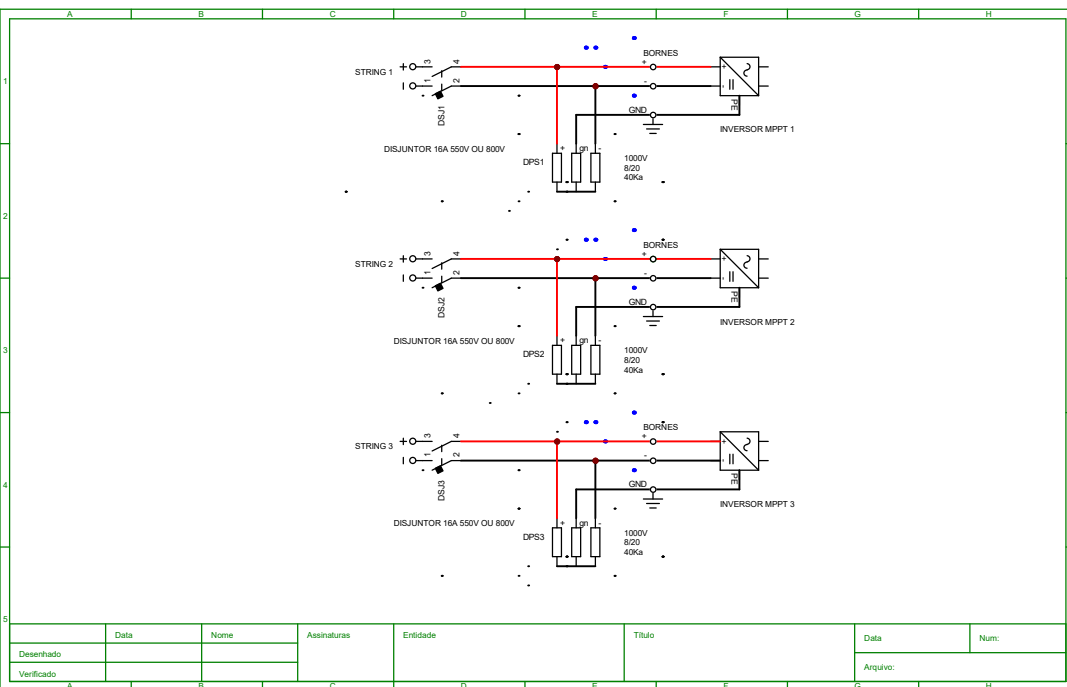 A B C D E F G H
1
BORNES
STRING 1 + 3 4 + +
1 2 - -
DSJ1
GND PE
INVERSOR MPPT 1
DISJUNTOR 16A 550V OU 800V
DPS1 + gn -
1000V
8/20
40Ka
2
BORNES
STRING 2 + 3 4 + +
1 2 - -
DSJ2
GND PE
INVERSOR MPPT 2
DISJUNTOR 16A 550V OU 800V
3
DPS2 + gn -
1000V
8/20
40Ka
BORNES
STRING 3 + 3 4 + +
1 2 - -
DSJ3
4
GND PE
INVERSOR MPPT 3
DISJUNTOR 16A 550V OU 800V
DPS3 + gn -
1000V
8/20
40Ka
5
Data Nome Assinaturas Entidade Título Data Num:
Desenhado
Verificado
Arquivo:
A B C D E F G H